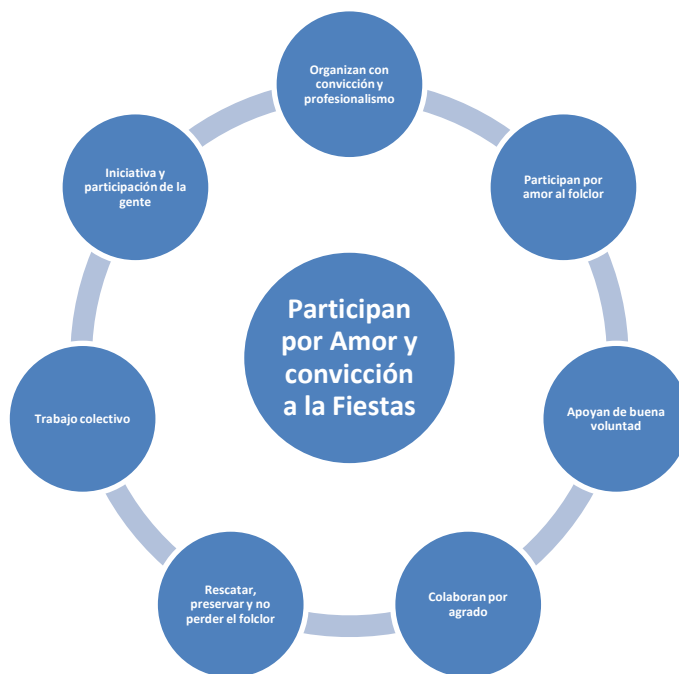 Organizan con
convicción y
profesionalismo
Participan por
amor al folclor
Apoyan de buena
voluntad
Colaboran por
agrado
Rescatar,
preservar y no
perder el folclor
Trabajo colectivo
Iniciativa y
participación de la
gente
Participan
por Amor y
convicción
a la Fiestas